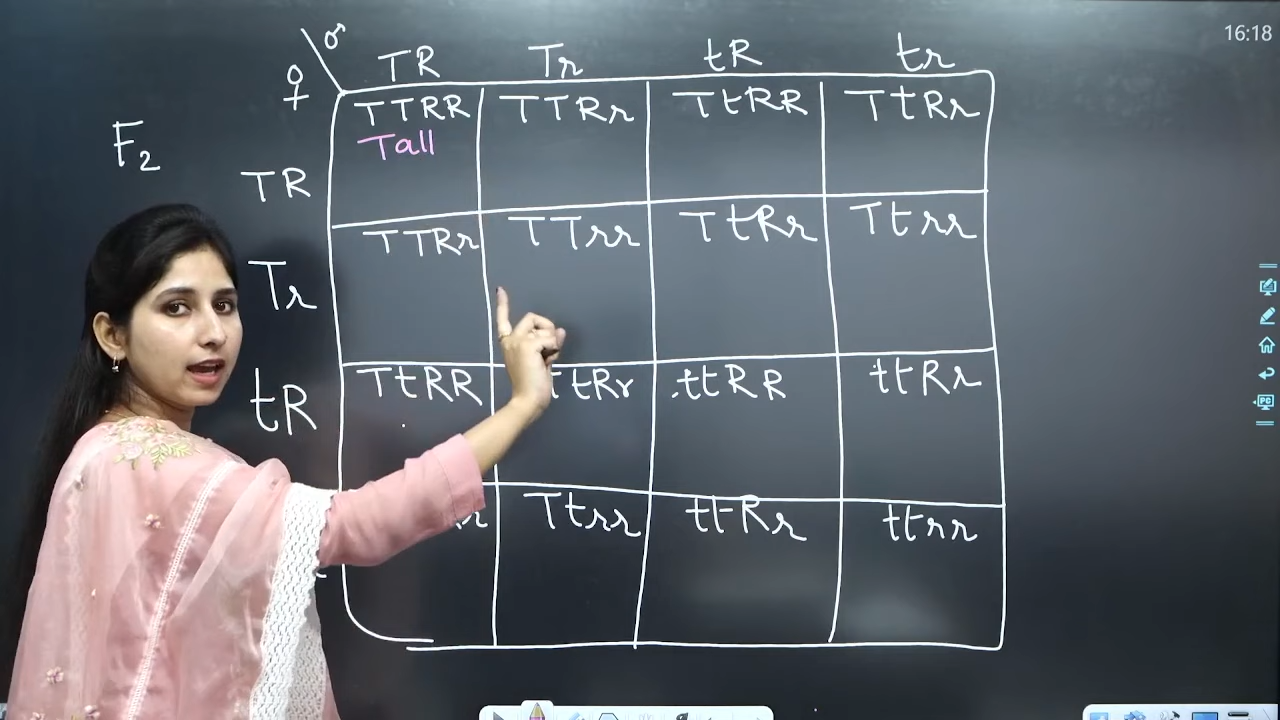 16:18
♀ ♂
TR Tr tR tr
F2
TR TTRR TTRr TtRR TtRr
Tall
Tr TTRr TTrr TtRr Ttrr
tR TtRR TtRr ttRR ttRr
Ttrr ttRr ttrr